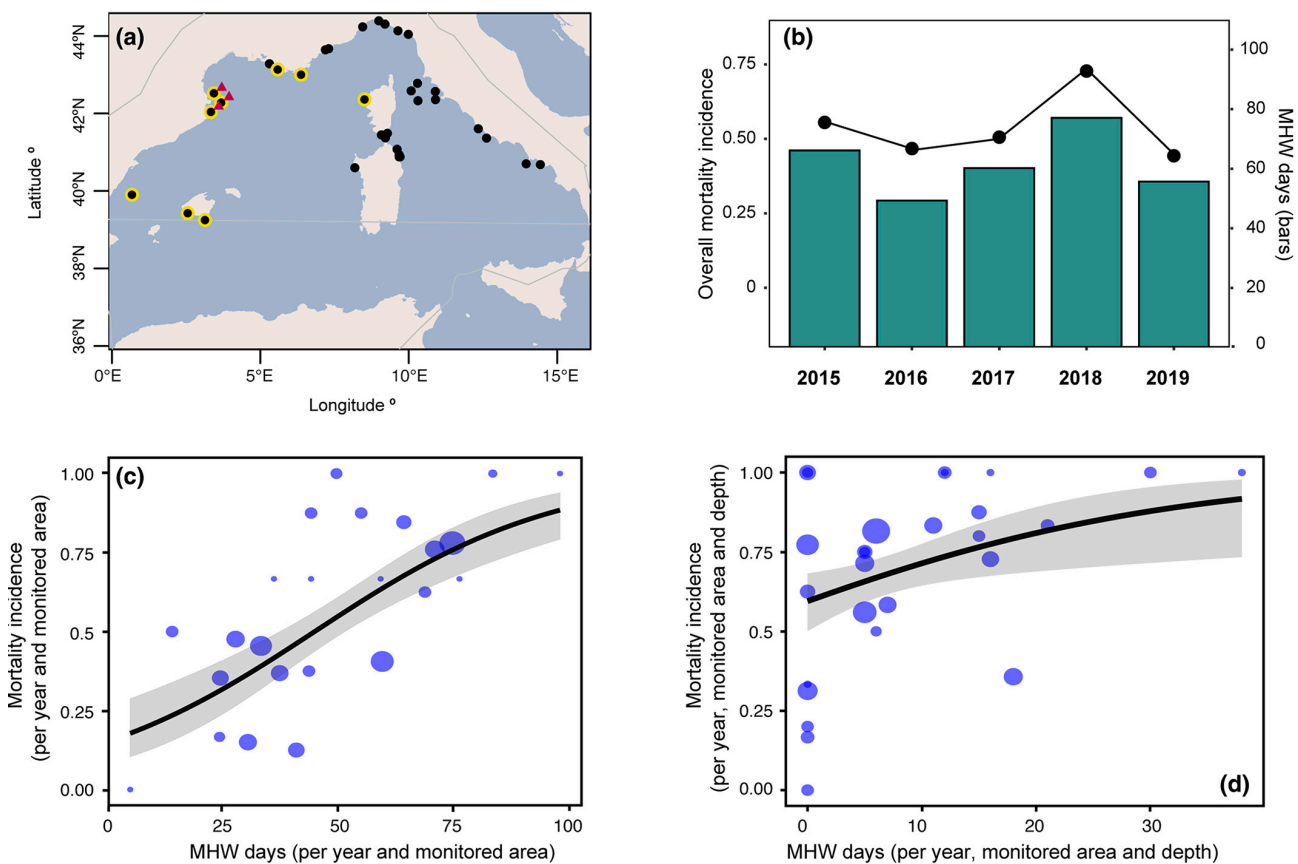 (a)
44°N
42°N
40°N
38°N
36°N
Latitude º
0°E
5°E
10°E
15°E
Longitude º
(b)
0.75
0.50
0.25
0
Overall mortality incidence
100
80
60
40
20
0
MHW days (bars)
2015
2016
2017
2018
2019
(c)
1.00
0.75
0.5
0.25
0.00
Mortality incidence
(per year and monitored area)
0
25
50
75
100
MHW days (per year and monitored area)
1.00
0.75
0.50
0.25
0.00
Mortality incidence
(per year, monitored area and depth)
(d)
0
10
20
30
MHW days (per year, monitored area and depth)